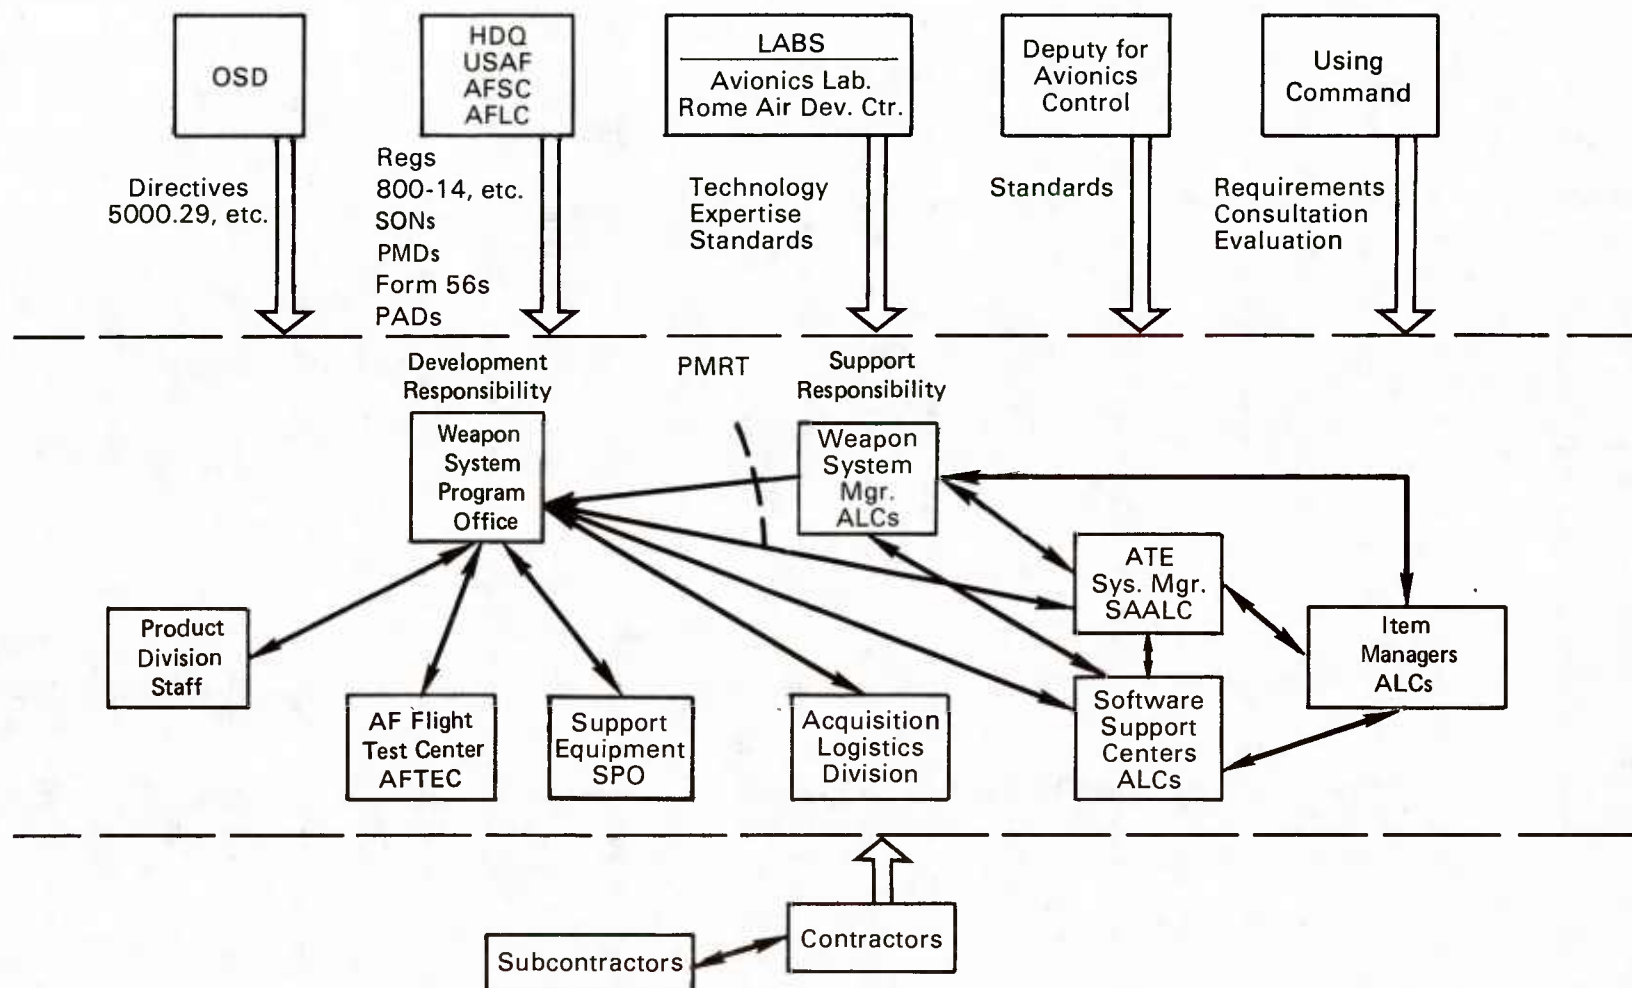 OSD
HDQ
USAF
AFSC
AFLC
LABS
Avionics Lab.
Rome Air Dev. Ctr.
Deputy for
Avionics
Control
Using
Command
Directives
5000.29, etc.
Regs
800-14, etc.
SONs
PMDs
Form 56s
PADs
Technology
Expertise
Standards
Standards
Requirements
Consultation
Evaluation
Development
Responsibility
PMRT
Support
Responsibility
Weapon
System
Program
Office
Weapon
System
Mgr.
ALCs
ATE
Sys. Mgr.
SAALC
Item
Managers
ALCs
Product
Division
Staff
AF Flight
Test Center
AFTEC
Support
Equipment
SPO
Acquisition
Logistics
Division
Software
Support
Centers
ALCs
Contractors
Subcontractors